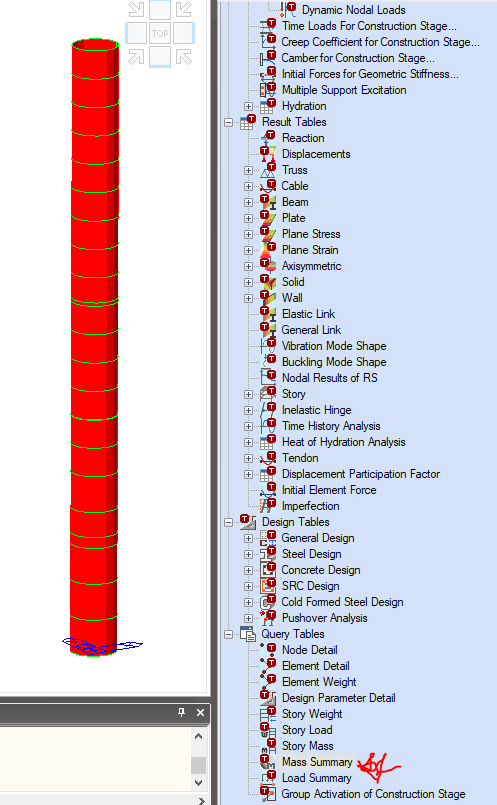 Dynamic Nodal Loads
Time Loads For Construction Stage...
Creep Coefficient for Construction Stage...
Camber for Construction Stage...
Initial Forces for Geometric Stiffness...
Multiple Support Excitation
Hydration
Result Tables
Reaction
Displacements
Truss
Cable
Beam
Plate
Plane Stress
Plane Strain
Axisymmetric
Solid
Wall
Elastic Link
General Link
Vibration Mode Shape
Buckling Mode Shape
Nodal Results of RS
Story
Inelastic Hinge
Time History Analysis
Heat of Hydration Analysis
Tendon
Displacement Participation Factor
Initial Element Force
Imperfection
Design Tables
General Design
Steel Design
Concrete Design
SRC Design
Cold Formed Steel Design
Pushover Analysis
Query Tables
Node Detail
Element Detail
Element Weight
Design Parameter Detail
Story Weight
Story Load
Story Mass
Mass Summary
Load Summary
Group Activation of Construction Stage
TOP